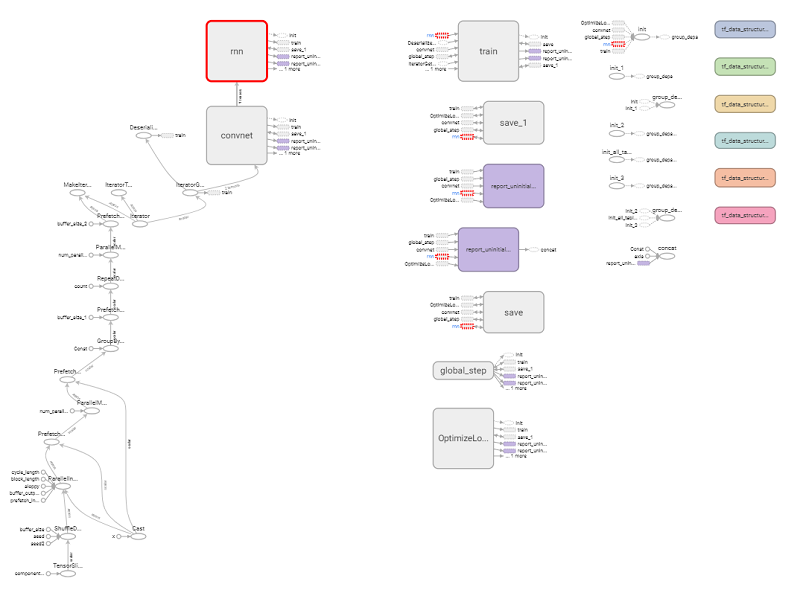 rnn
init
train
save_1
report_unin...
report_unin...
... 1 more
convnet
init
train
save_1
report_unin...
report_unin...
... 1 more
Deseriali...
train
MakeIter...
IteratorT...
IteratorG...
train
buffer_size_2
Prefetch...
Iterator
num_parall...
ParallelM...
count
RepeatD...
buffer_size_1
Prefetch...
Const
GroupBy...
Prefetch...
num_parall...
ParallelM...
Prefetch...
cycle_length
block_length
sloppy
buffer_outp...
prefetch_in...
ParallelIn...
buffer_size
seed
seed2
ShuffleD...
x
Cast
component...
TensorSli...
rnn
Deserialize...
convnet
global_step
IteratorGet...
... 1 more
train
init
save
report_unin...
report_unin...
save_1
train
OptimizeLo...
convnet
global_step
rnn
save_1
train
global_step
convnet
rnn
OptimizeLo...
report_uninitial...
train
global_step
convnet
rnn
OptimizeLo...
report_uninitial...
concat
train
OptimizeLo...
convnet
global_step
rnn
save
global_step
init
train
save_1
report_unin...
report_unin...
... 1 more
OptimizeLo...
init
train
save_1
report_unin...
report_unin...
... 1 more
OptimizeLo...
convnet
global_step
rnn
train
init
group_deps
init_1
group_deps
init
init_1
group_de...
init_2
group_deps...
init_all_ta...
group_deps...
init_3
group_deps...
init_2
init_all_tabl...
init_3
group_de...
Const
axis
report_unin...
concat
tf_data_structur...
tf_data_structur...
tf_data_structur...
tf_data_structur...
tf_data_structur...
tf_data_structur...